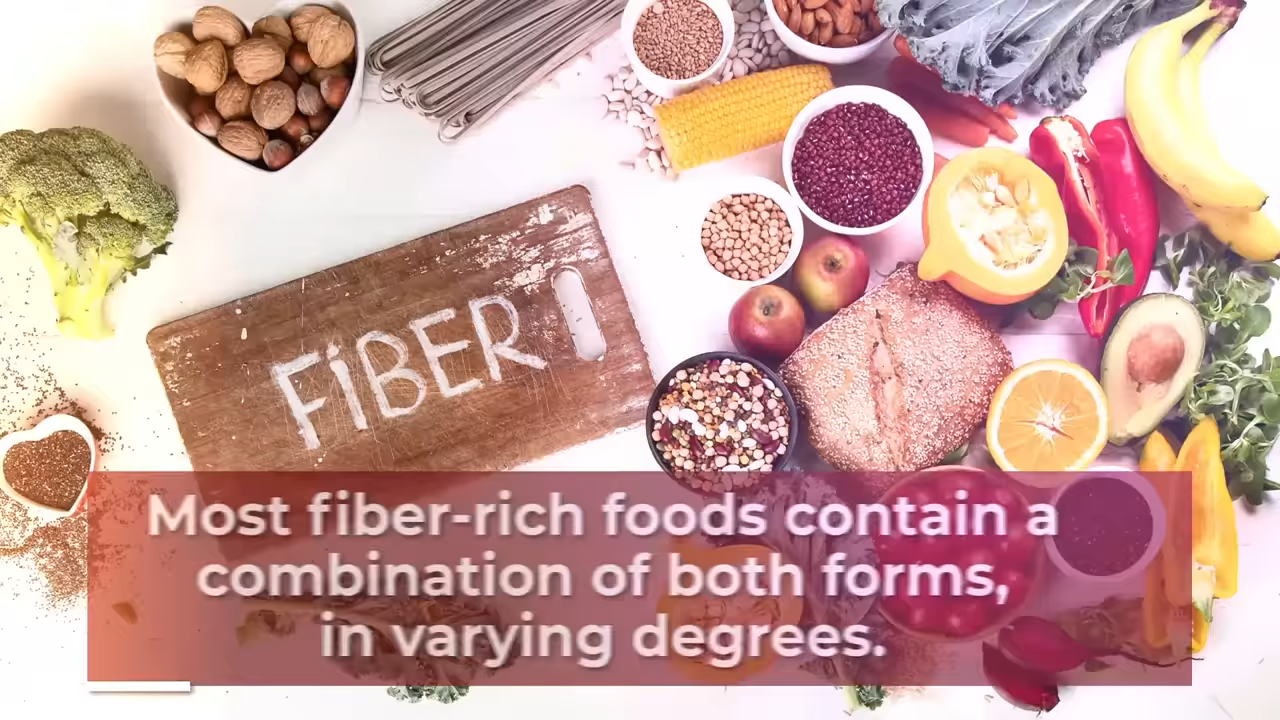 FiBER
Most fiber-rich foods contain a
combination of both forms,
in varying degrees.